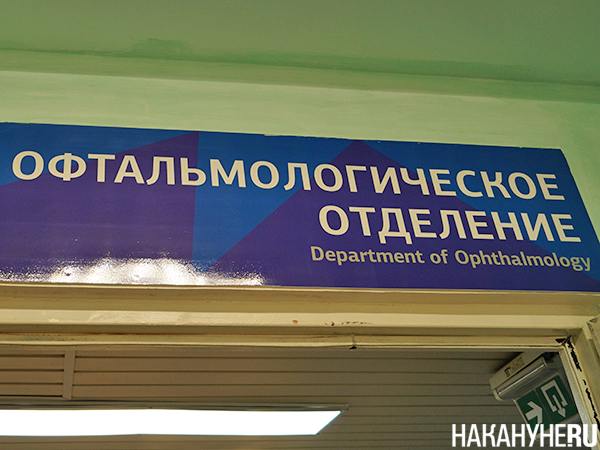 ОФТАЛЬМОЛОГИЧЕСКОЕ
ОТДЕЛЕНИЕ
Department of Ophthalmology
НАКАНУНЕ.RU